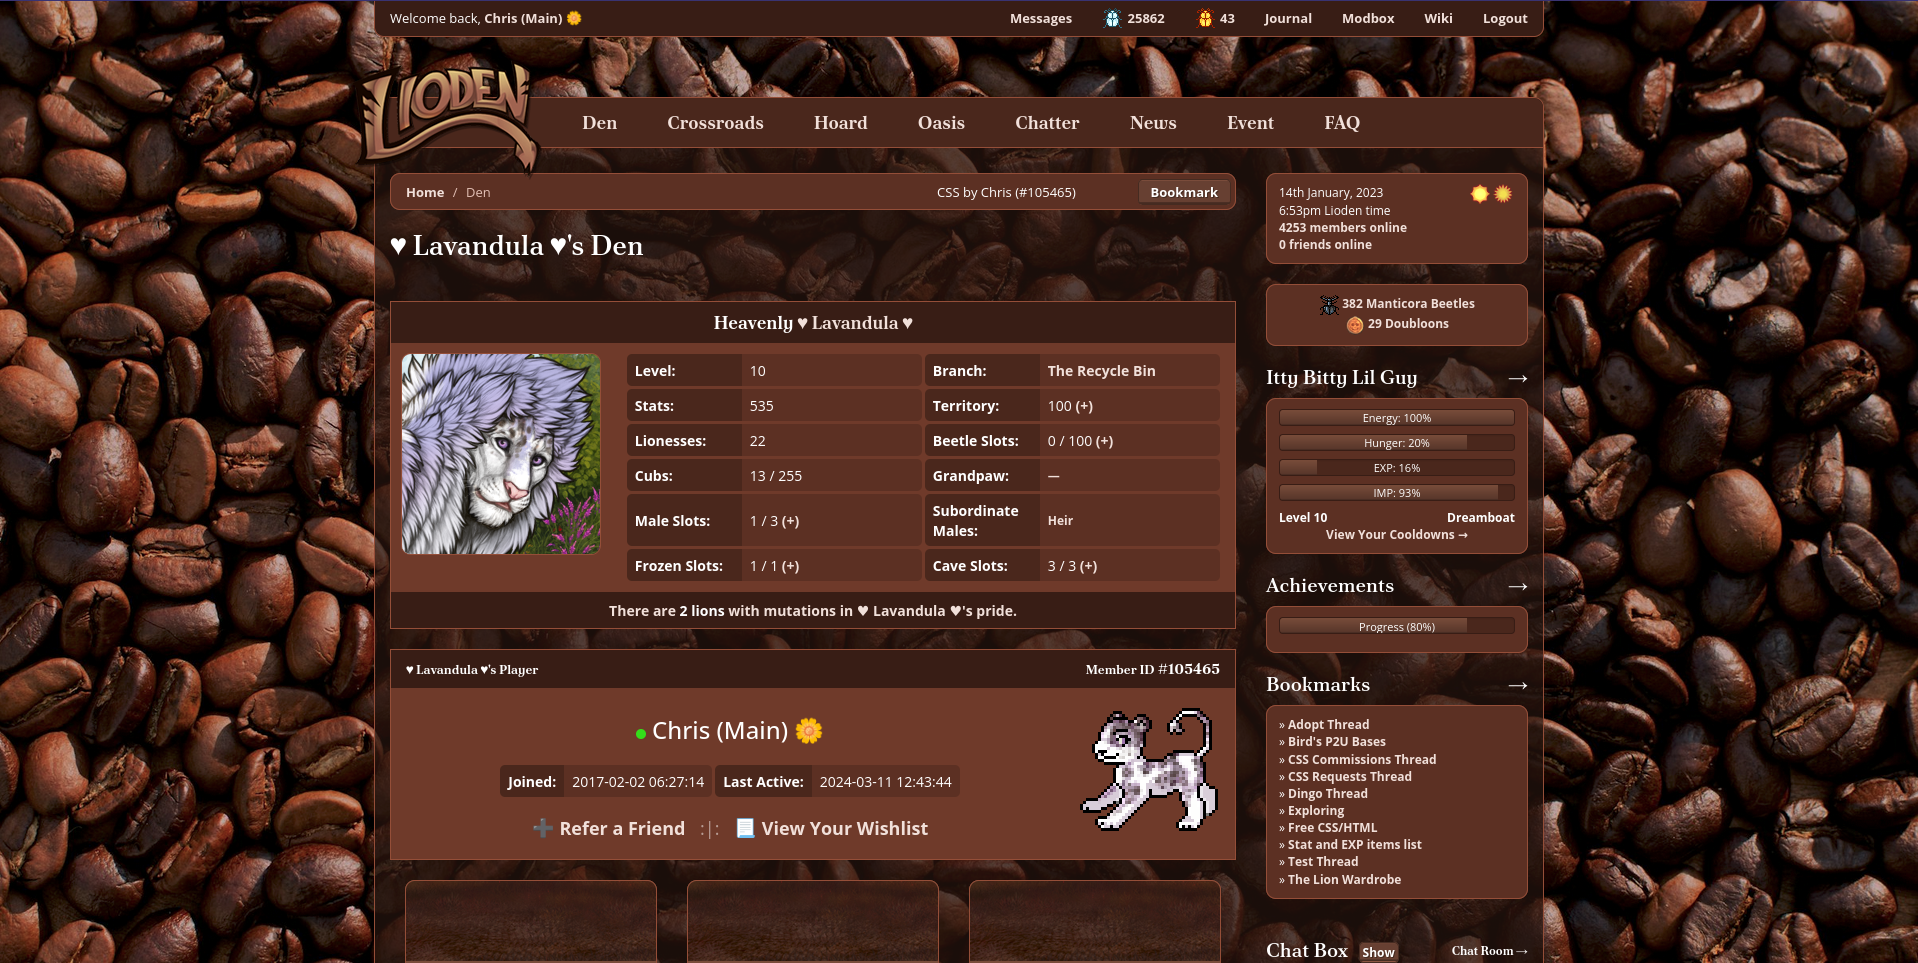 Welcome back, Chris (Main) 🌼
Messages 25862 43 Journal Modbox Wiki Logout
LIODEN
Den Crossroads Hoard Oasis Chatter News Event FAQ
Home / Den CSS by Chris (#105465) Bookmark
♥ Lavandula ♥'s Den
Heavenly ♥ Lavandula ♥
Level: 10 Branch: The Recycle Bin
Stats: 535 Territory: 100 (+)
Lionesses: 22 Beetle Slots: 0 / 100 (+)
Cubs: 13 / 255 Grandpaw: —
Male Slots: 1 / 3 (+) Subordinate Males: Heir
Frozen Slots: 1 / 1 (+) Cave Slots: 3 / 3 (+)
There are 2 lions with mutations in ♥ Lavandula ♥'s pride.
♥ Lavandula ♥'s Player Member ID #105465
Chris (Main) 🌼
Joined: 2017-02-02 06:27:14 Last Active: 2024-03-11 12:43:44
➕ Refer a Friend :|: 📃 View Your Wishlist
14th January, 2023
6:53pm Lioden time
4253 members online
0 friends online
382 Manticora Beetles
29 Doubloons
Itty Bitty Lil Guy →
Energy: 100%
Hunger: 20%
EXP: 16%
IMP: 93%
Level 10 Dreamboat
View Your Cooldowns →
Achievements →
Progress (80%)
Bookmarks →
» Adopt Thread
» Bird's P2U Bases
» CSS Commissions Thread
» CSS Requests Thread
» Dingo Thread
» Exploring
» Free CSS/HTML
» Stat and EXP items list
» Test Thread
» The Lion Wardrobe
Chat Box Show Chat Room →